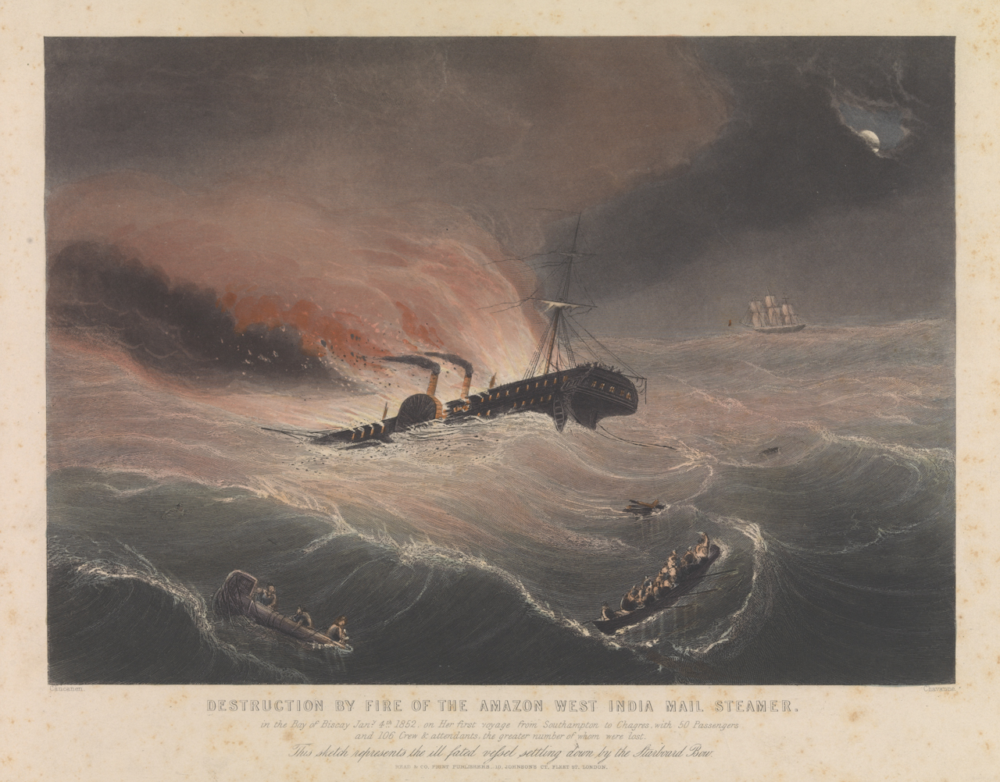 Chavanne
DESTRUCTION BY FIRE OF THE AMAZON WEST INDIA MAIL STEAMER.
in the Bay of Biscay Jany. 4th 1852. on Her first voyage from Southampton to Chagres, with 50 Passengers
and 106 Crew & attendants, the greater number of whom were lost.
This sketch represents the ill fated veſsel settling down by the Starboard Bow.
READ & CO. PRINT PUBLISHERS, 10, JOHNSON'S CT. FLEET ST. LONDON.